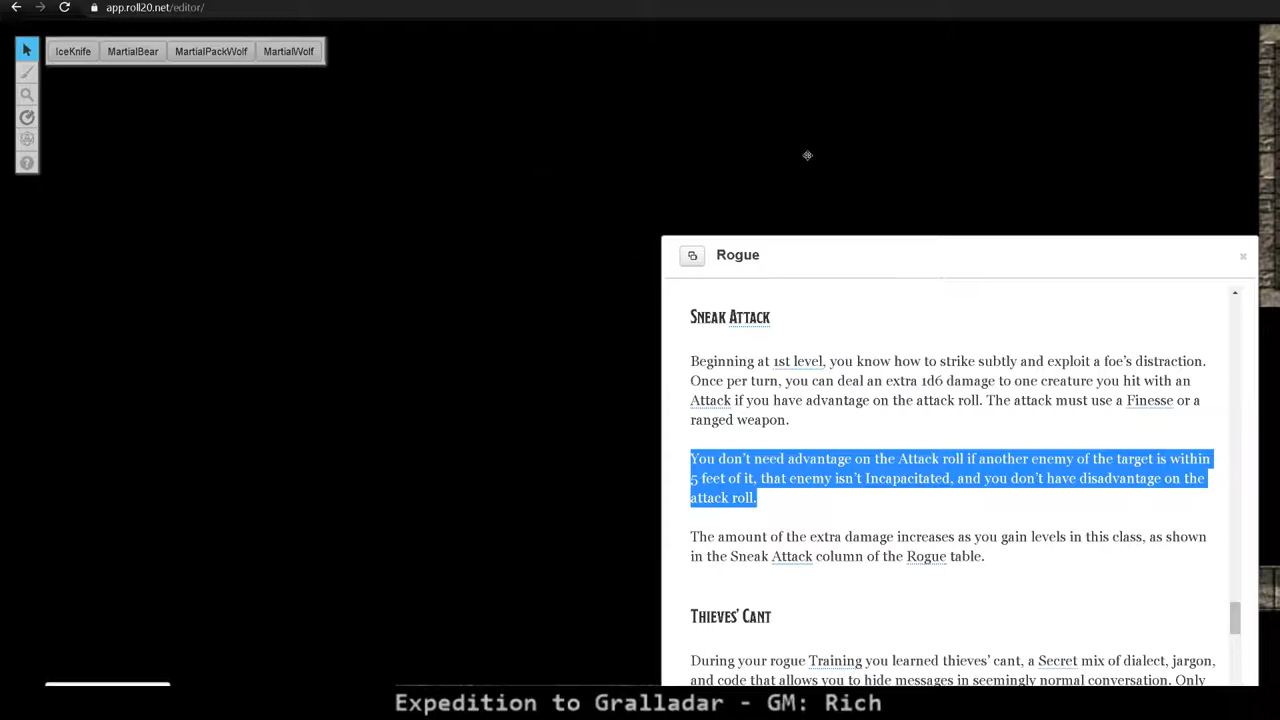 app.roll20.net/editor/
IceKnife MartialBear MartialPackWolf MartialWolf
Rogue
SNEAK ATTACK
Beginning at 1st level, you know how to strike subtly and exploit a foe's distraction.
Once per turn, you can deal an extra 1d6 damage to one creature you hit with an
Attack if you have advantage on the attack roll. The attack must use a Finesse or a
ranged weapon.
You don't need advantage on the Attack roll if another enemy of the target is within
5 feet of it, that enemy isn't Incapacitated, and you don't have disadvantage on the
attack roll.
The amount of the extra damage increases as you gain levels in this class, as shown
in the Sneak Attack column of the Rogue table.
THIEVES' CANT
During your rogue Training you learned thieves' cant, a Secret mix of dialect, jargon,
and code that allows you to hide messages in seemingly normal conversation. Only
Expedition to Gralladar - GM: Rich